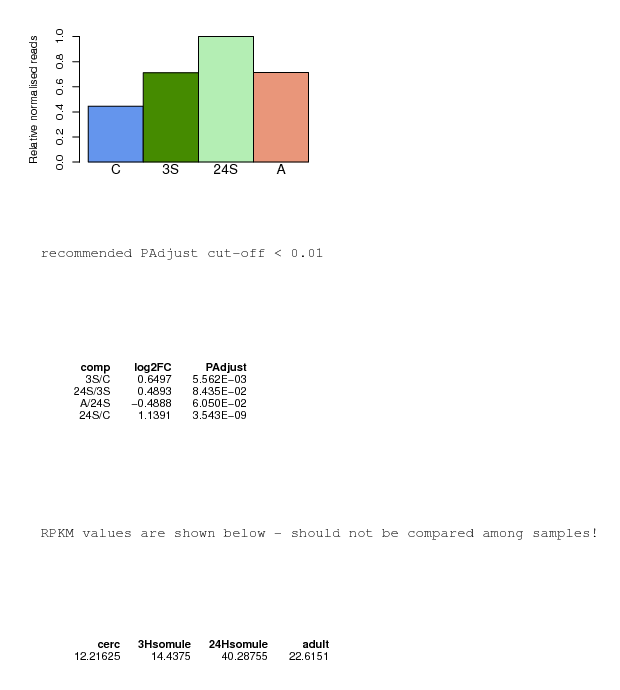 Relative normalised reads
1.0
0.8
0.6
0.4
0.2
0.0
C 3S 24S A
recommended PAdjust cut-off < 0.01
comp log2FC PAdjust
3S/C 0.6497 5.562E−03
24S/3S 0.4893 8.435E−02
A/24S −0.4888 6.050E−02
24S/C 1.1391 3.543E−09
RPKM values are shown below - should not be compared among samples!
cerc 3Hsomule 24Hsomule adult
12.21625 14.4375 40.28755 22.6151